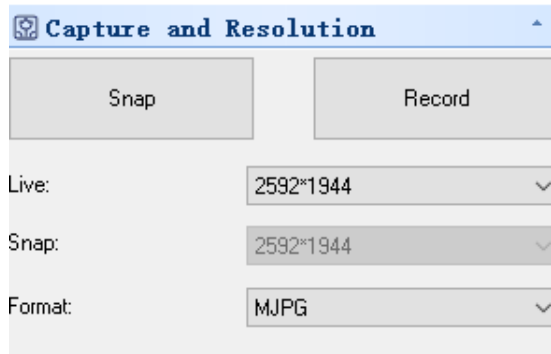 Capture and Resolution
Snap Record
Live: 2592*1944
Snap: 2592*1944
Format: MJPG